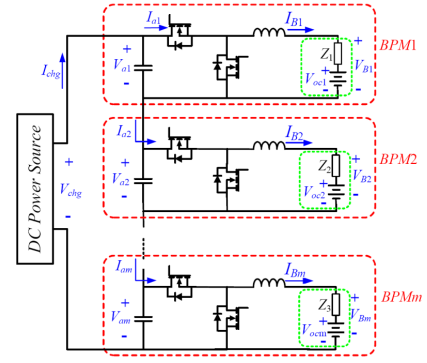 I_a1 I_B1 BPM1
I_chg
+ V_a1 -
Z_1
V_oc1
+ V_B1 -
DC Power Source
+ V_chg -
I_a2 I_B2 BPM2
+ V_a2 -
Z_2
V_oc2
+ V_B2 -
I_am I_Bm BPMm
+ V_am -
Z_3
V_ocm
+ V_Bm -